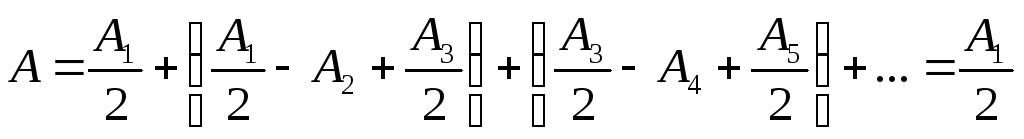 A = A₁/2 + (A₁/2 - A₂ + A₃/2) + (A₃/2 - A₄ + A₅/2) + ... = A₁/2